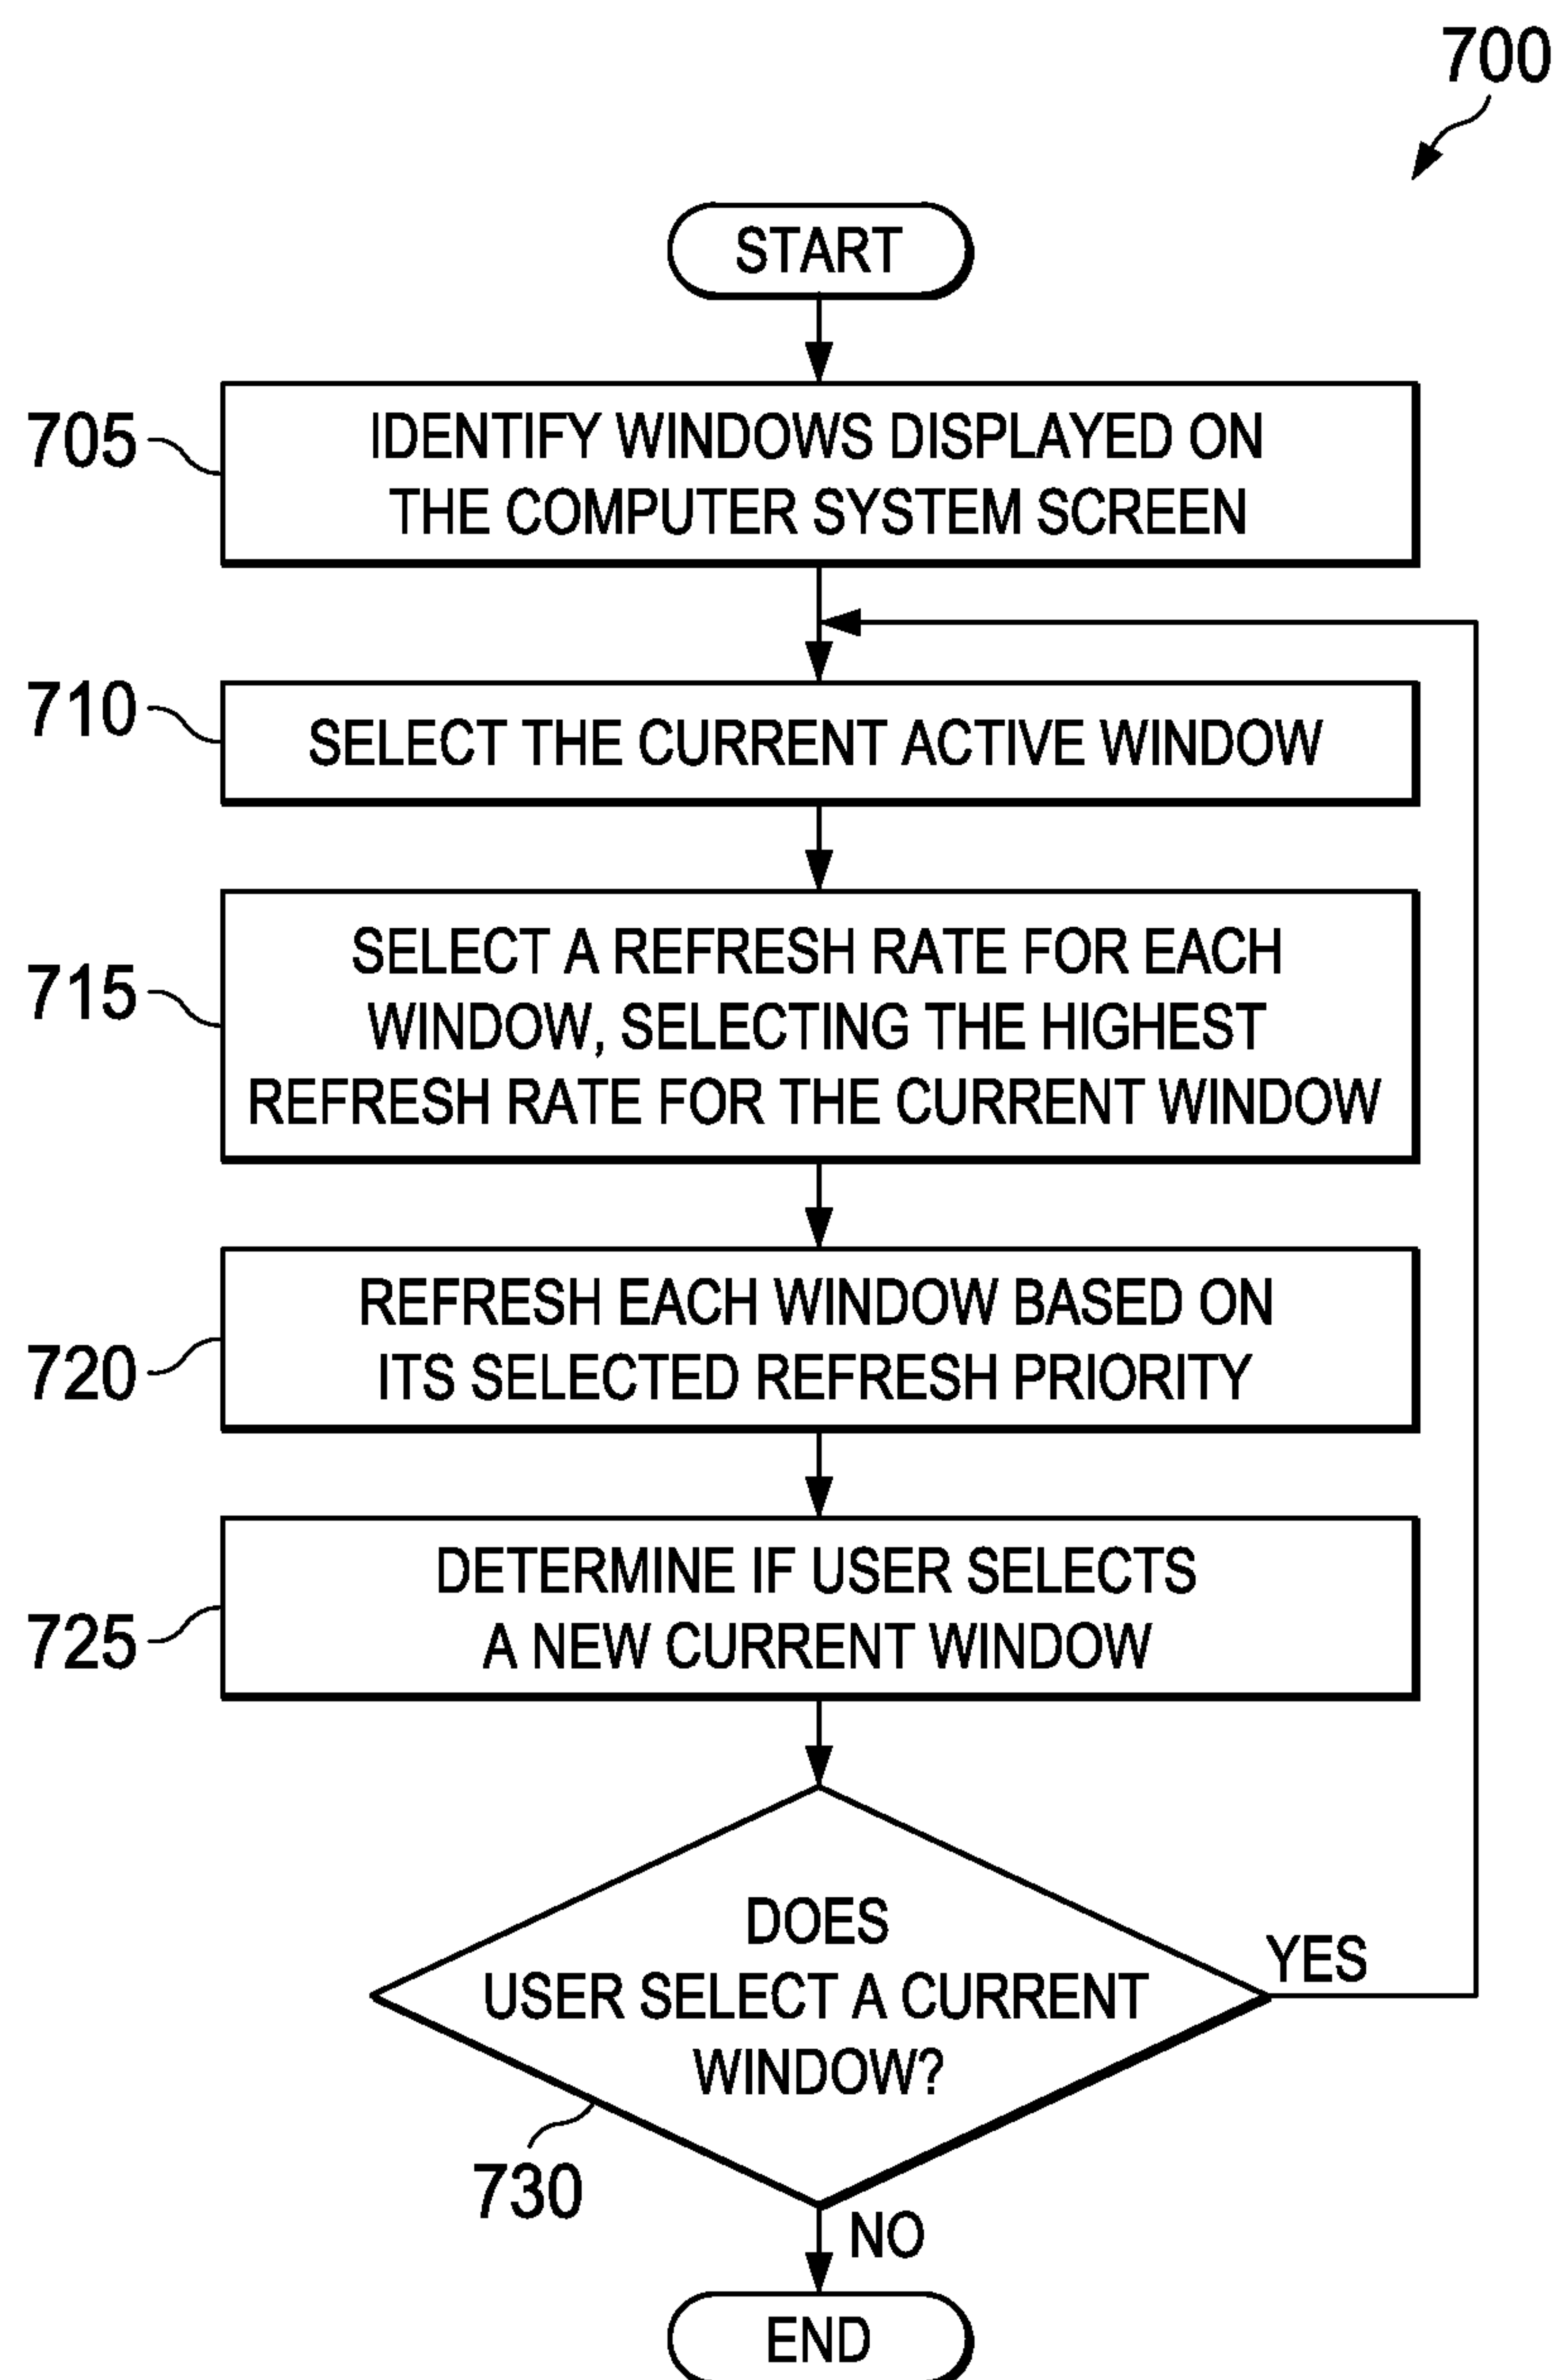 700
START
705
IDENTIFY WINDOWS DISPLAYED ON
THE COMPUTER SYSTEM SCREEN
710
SELECT THE CURRENT ACTIVE WINDOW
715
SELECT A REFRESH RATE FOR EACH
WINDOW, SELECTING THE HIGHEST
REFRESH RATE FOR THE CURRENT WINDOW
720
REFRESH EACH WINDOW BASED ON
ITS SELECTED REFRESH PRIORITY
725
DETERMINE IF USER SELECTS
A NEW CURRENT WINDOW
DOES
USER SELECT A CURRENT
WINDOW?
YES
730
NO
END